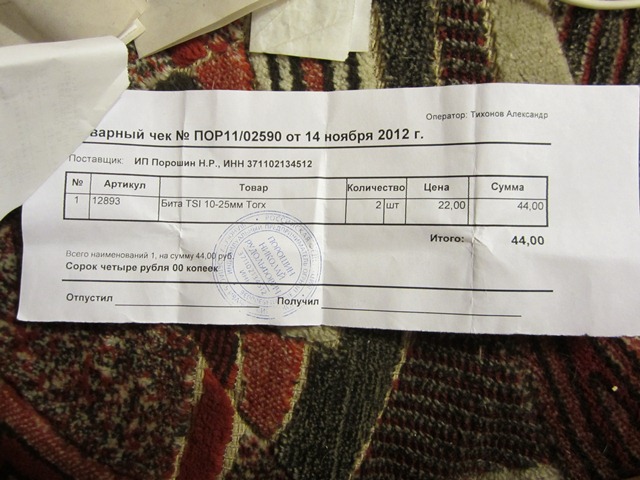 Оператор: Тихонов Александр
чек № ПОР11/02590 от 14 ноября 2012 г.
Поставщик: ИП Порошин Н.Р., ИНН 371102134512
№ Артикул Товар Количество Цена Сумма
1 12893 Бита TSI 10-25мм Torx 2 шт 22,00 44,00
Итого: 44,00
Всего наименований 1, на сумму 44,00 руб.
Сорок четыре рубля 00 копеек
ПОРОШИН
НИКОЛАЙ
Отпустил Получил